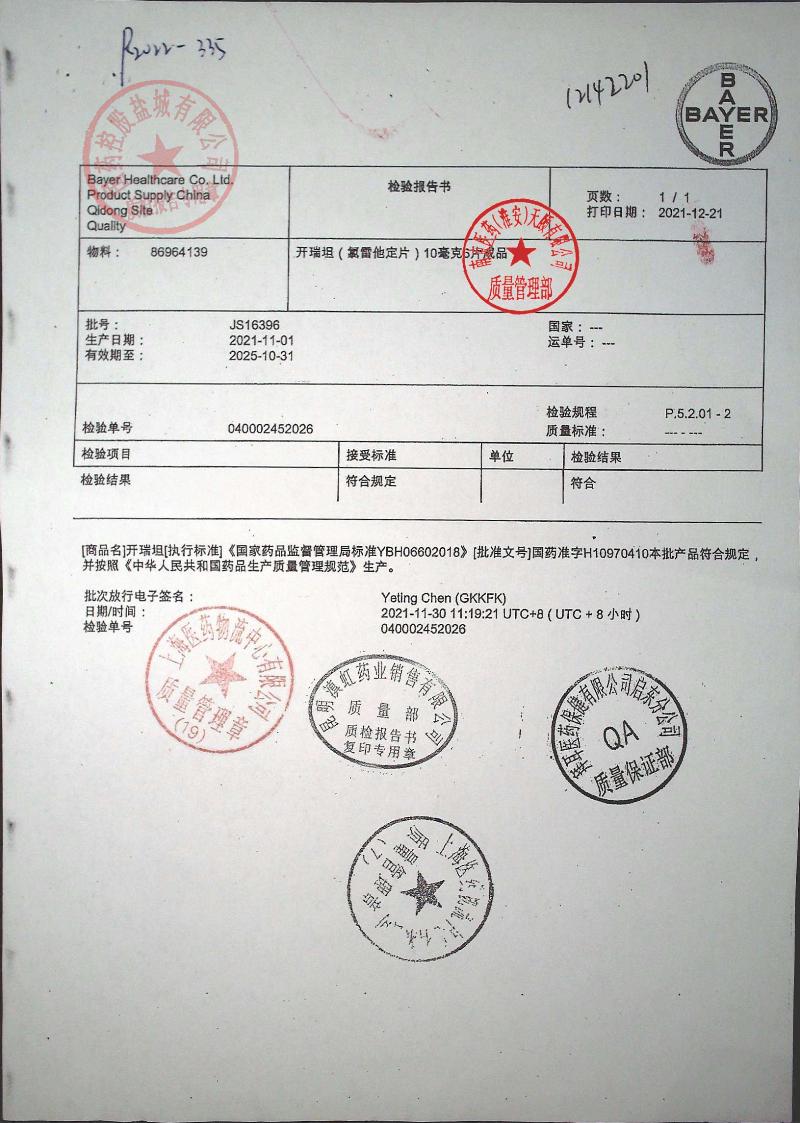 R2022-335
12142201
BAYER
BAYER
Bayer Healthcare Co. Ltd.
Product Supply China
Qidong Site
Quality
检验报告书
页数： 1 / 1
打印日期： 2021-12-21
物料： 86964139
开瑞坦（氯雷他定片）10毫克6片成品
质量管理部
批号： JS16396
生产日期： 2021-11-01
有效期至： 2025-10-31
国家： ---
运单号： ---
检验规程 P.5.2.01 - 2
检验单号 040002452026
质量标准： --- - ---
检验项目 接受标准 单位 检验结果
检验结果 符合规定 符合
[商品名]开瑞坦[执行标准]《国家药品监督管理局标准YBH06602018》[批准文号]国药准字H10970410本批产品符合规定，
并按照《中华人民共和国药品生产质量管理规范》生产。
批次放行电子签名： Yeting Chen (GKKFK)
日期/时间： 2021-11-30 11:19:21 UTC+8 ( UTC + 8 小时 )
检验单号 040002452026
上海医药物流中心有限公司
质量管理章
(19)
昆明滇虹药业销售有限公司
质量部
质检报告书
复印专用章
拜耳医药保健有限公司启东分公司
QA
质量保证部